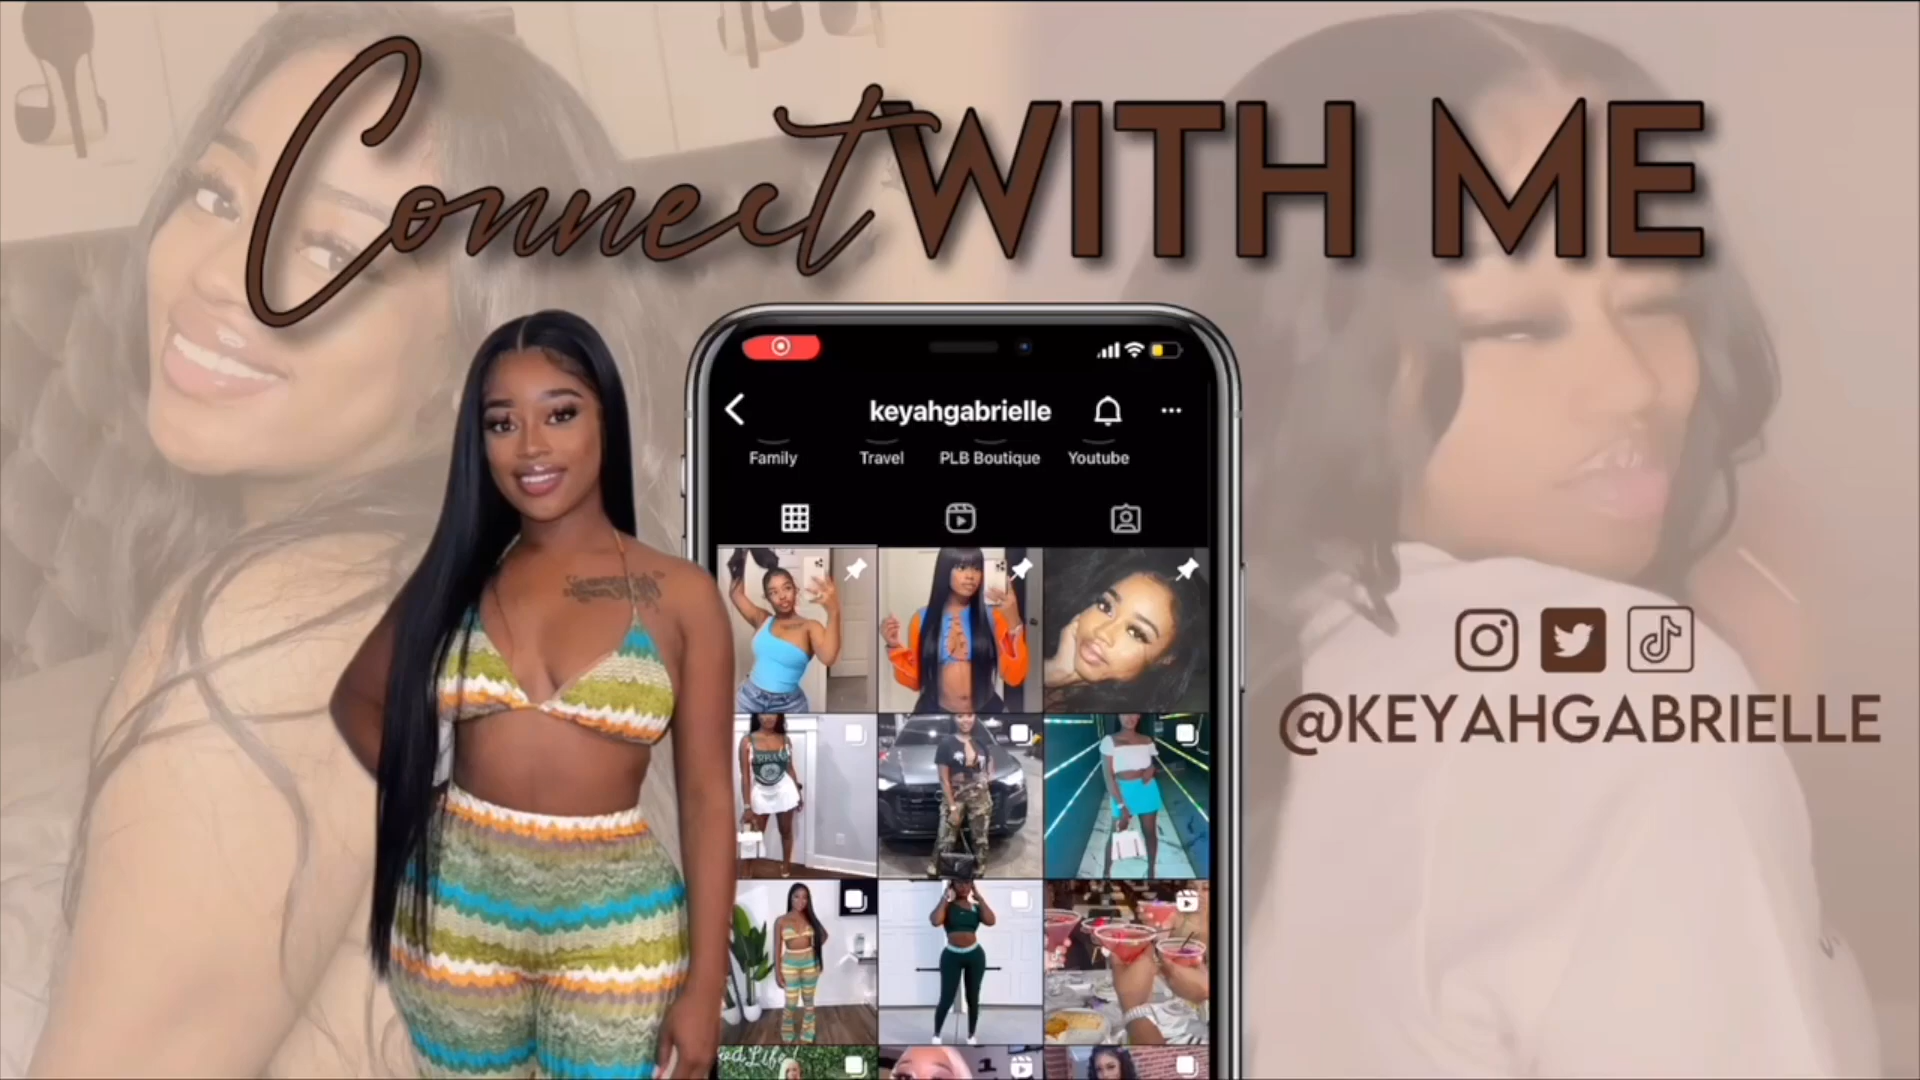 Connect WITH ME
keyahgabrielle
Family Travel PLB Boutique Youtube
@KEYAHGABRIELLE